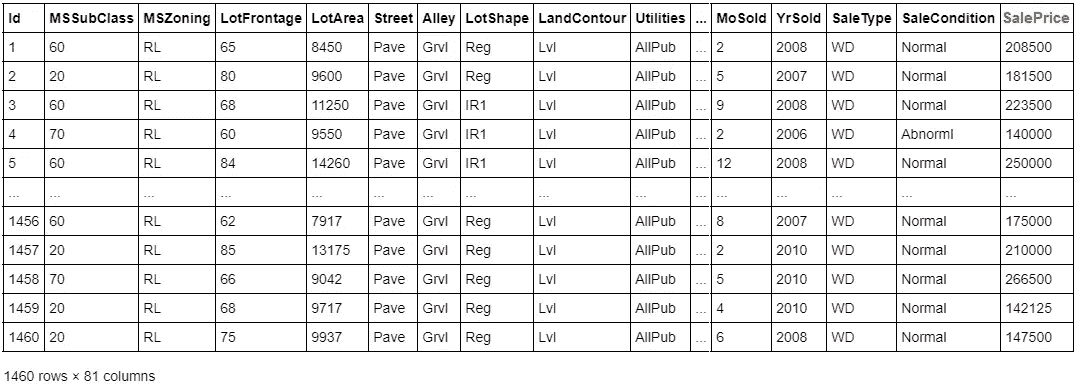 Id MSSubClass MSZoning LotFrontage LotArea Street Alley LotShape LandContour Utilities ... MoSold YrSold SaleType SaleCondition SalePrice
1 60 RL 65 8450 Pave Grvl Reg Lvl AllPub ... 2 2008 WD Normal 208500
2 20 RL 80 9600 Pave Grvl Reg Lvl AllPub ... 5 2007 WD Normal 181500
3 60 RL 68 11250 Pave Grvl IR1 Lvl AllPub ... 9 2008 WD Normal 223500
4 70 RL 60 9550 Pave Grvl IR1 Lvl AllPub ... 2 2006 WD Abnorml 140000
5 60 RL 84 14260 Pave Grvl IR1 Lvl AllPub ... 12 2008 WD Normal 250000
... ... ... ... ... ... ... ... ... ... ... ... ... ... ... ...
1456 60 RL 62 7917 Pave Grvl Reg Lvl AllPub ... 8 2007 WD Normal 175000
1457 20 RL 85 13175 Pave Grvl Reg Lvl AllPub ... 2 2010 WD Normal 210000
1458 70 RL 66 9042 Pave Grvl Reg Lvl AllPub ... 5 2010 WD Normal 266500
1459 20 RL 68 9717 Pave Grvl Reg Lvl AllPub ... 4 2010 WD Normal 142125
1460 20 RL 75 9937 Pave Grvl Reg Lvl AllPub ... 6 2008 WD Normal 147500
1460 rows × 81 columns